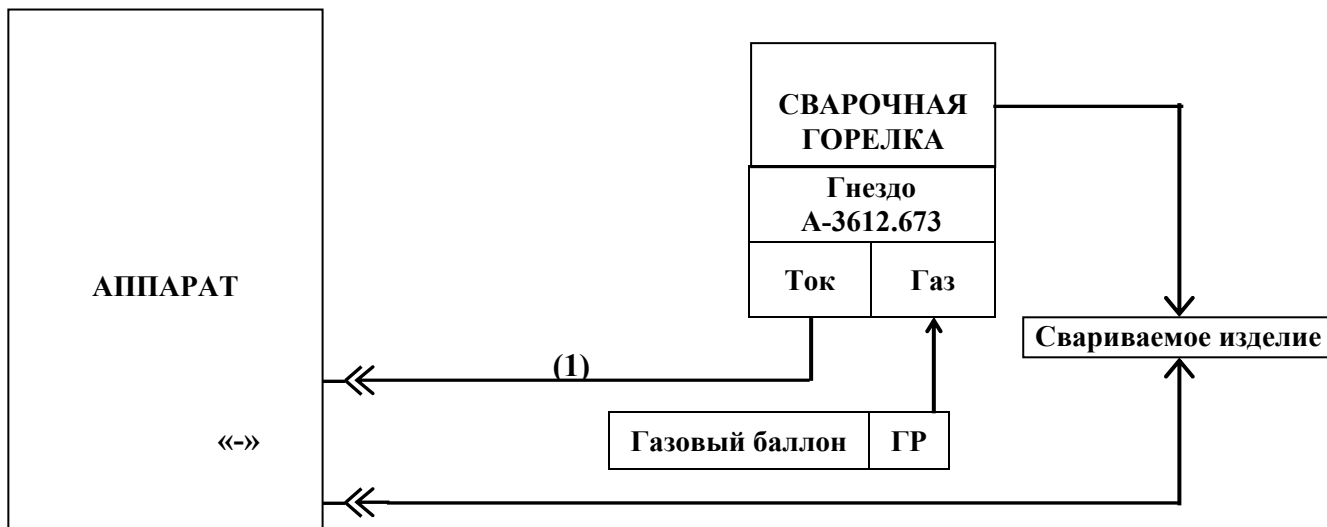 СВАРОЧНАЯ
ГОРЕЛКА
Гнездо
А-3612.673
Ток
Газ
АППАРАТ
Свариваемое изделие
(1)
«-»
Газовый баллон
ГР